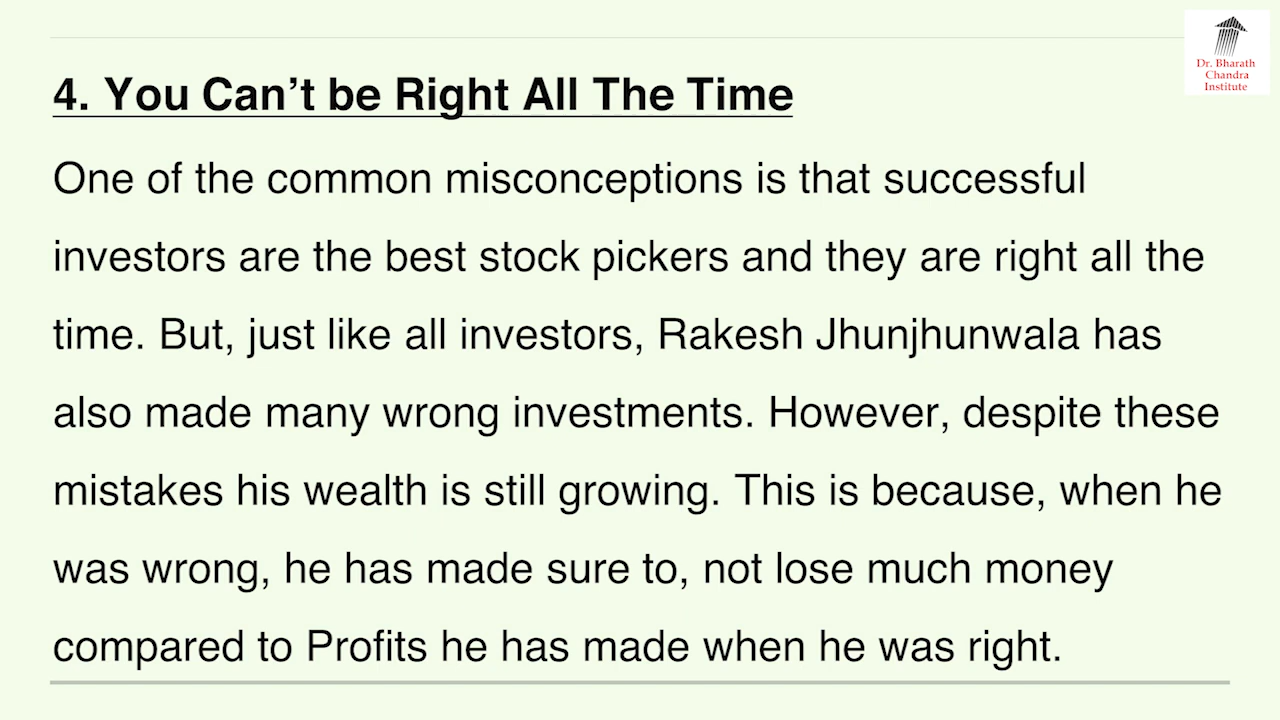 Dr. Bharath
Chandra
Institute
4. You Can’t be Right All The Time
One of the common misconceptions is that successful
investors are the best stock pickers and they are right all the
time. But, just like all investors, Rakesh Jhunjhunwala has
also made many wrong investments. However, despite these
mistakes his wealth is still growing. This is because, when he
was wrong, he has made sure to, not lose much money
compared to Profits he has made when he was right.